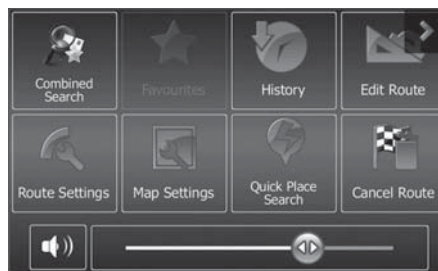 Combined
Search
Favourites
History
Edit Route
Route Settings
Map Settings
Quick Place
Search
Cancel Route